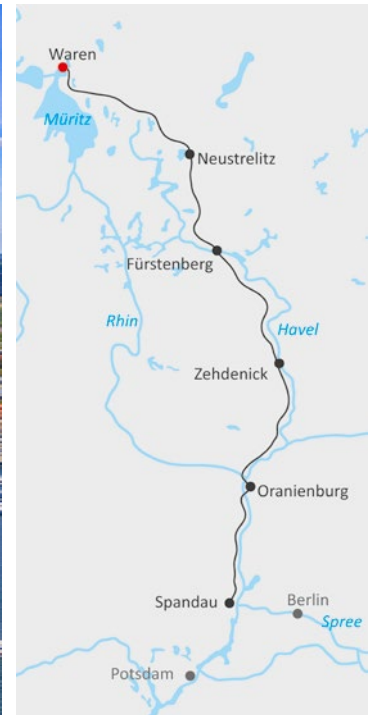 Waren
Müritz
Neustrelitz
Fürstenberg
Rhin
Havel
Zehdenick
Oranienburg
Spandau
Berlin
Spree
Potsdam